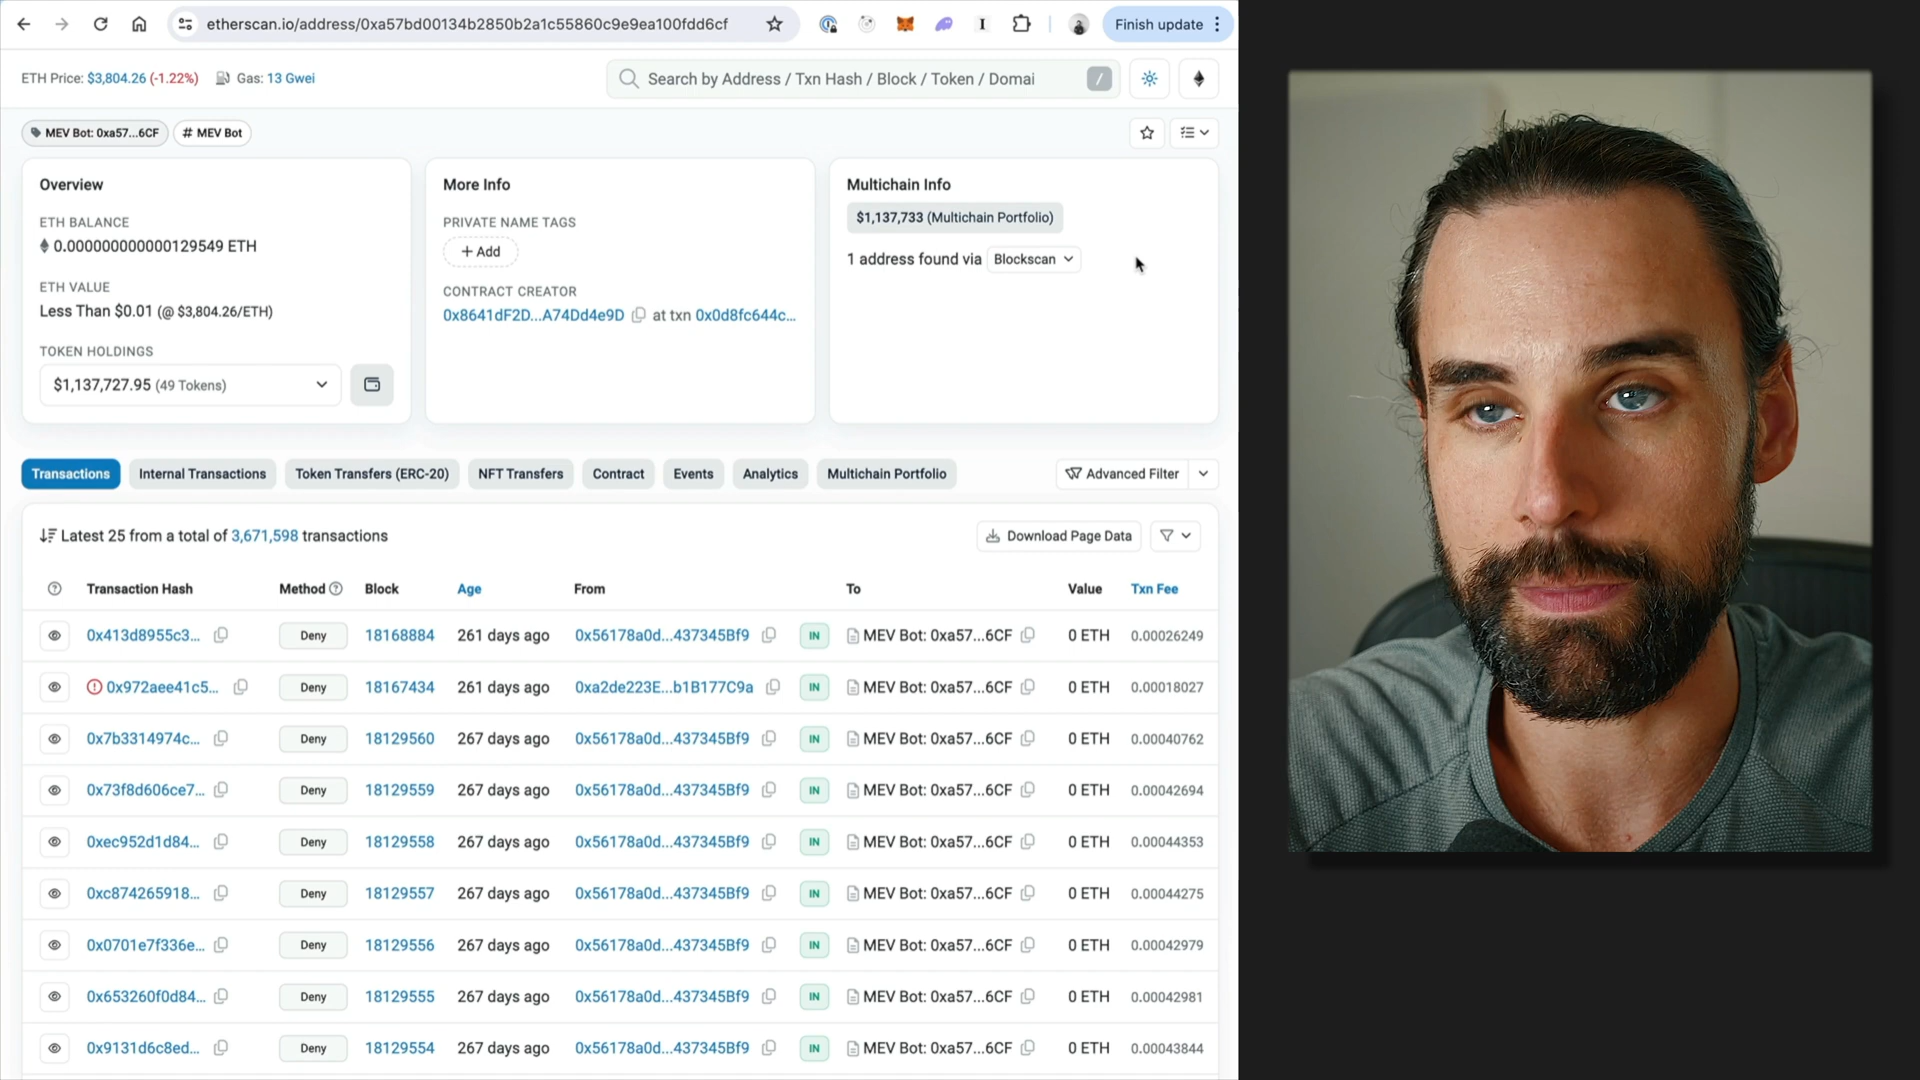 etherscan.io/address/0xa57bd00134b2850b2a1c55860c9e9ea100fdd6cf
Finish update
ETH Price: $3,804.26 (-1.22%) Gas: 13 Gwei
Search by Address / Txn Hash / Block / Token / Domai /
MEV Bot: 0xa57...6CF # MEV Bot
Overview
ETH BALANCE
0.000000000000129549 ETH
ETH VALUE
Less Than $0.01 (@ $3,804.26/ETH)
TOKEN HOLDINGS
$1,137,727.95 (49 Tokens)
More Info
PRIVATE NAME TAGS
+ Add
CONTRACT CREATOR
0x8641dF2D...A74Dd4e9D at txn 0x0d8fc644c...
Multichain Info
$1,137,733 (Multichain Portfolio)
1 address found via Blockscan
Transactions Internal Transactions Token Transfers (ERC-20) NFT Transfers Contract Events Analytics Multichain Portfolio Advanced Filter
Latest 25 from a total of 3,671,598 transactions Download Page Data
Transaction Hash Method Block Age From To Value Txn Fee
0x413d8955c3... Deny 18168884 261 days ago 0x56178a0d...437345Bf9 IN MEV Bot: 0xa57...6CF 0 ETH 0.00026249
0x972aee41c5... Deny 18167434 261 days ago 0xa2de223E...b1B177C9a IN MEV Bot: 0xa57...6CF 0 ETH 0.00018027
0x7b3314974c... Deny 18129560 267 days ago 0x56178a0d...437345Bf9 IN MEV Bot: 0xa57...6CF 0 ETH 0.00040762
0x73f8d606ce7... Deny 18129559 267 days ago 0x56178a0d...437345Bf9 IN MEV Bot: 0xa57...6CF 0 ETH 0.00042694
0xec952d1d84... Deny 18129558 267 days ago 0x56178a0d...437345Bf9 IN MEV Bot: 0xa57...6CF 0 ETH 0.00044353
0xc874265918... Deny 18129557 267 days ago 0x56178a0d...437345Bf9 IN MEV Bot: 0xa57...6CF 0 ETH 0.00044275
0x0701e7f336e... Deny 18129556 267 days ago 0x56178a0d...437345Bf9 IN MEV Bot: 0xa57...6CF 0 ETH 0.00042979
0x653260f0d84... Deny 18129555 267 days ago 0x56178a0d...437345Bf9 IN MEV Bot: 0xa57...6CF 0 ETH 0.00042981
0x9131d6c8ed... Deny 18129554 267 days ago 0x56178a0d...437345Bf9 IN MEV Bot: 0xa57...6CF 0 ETH 0.00043844